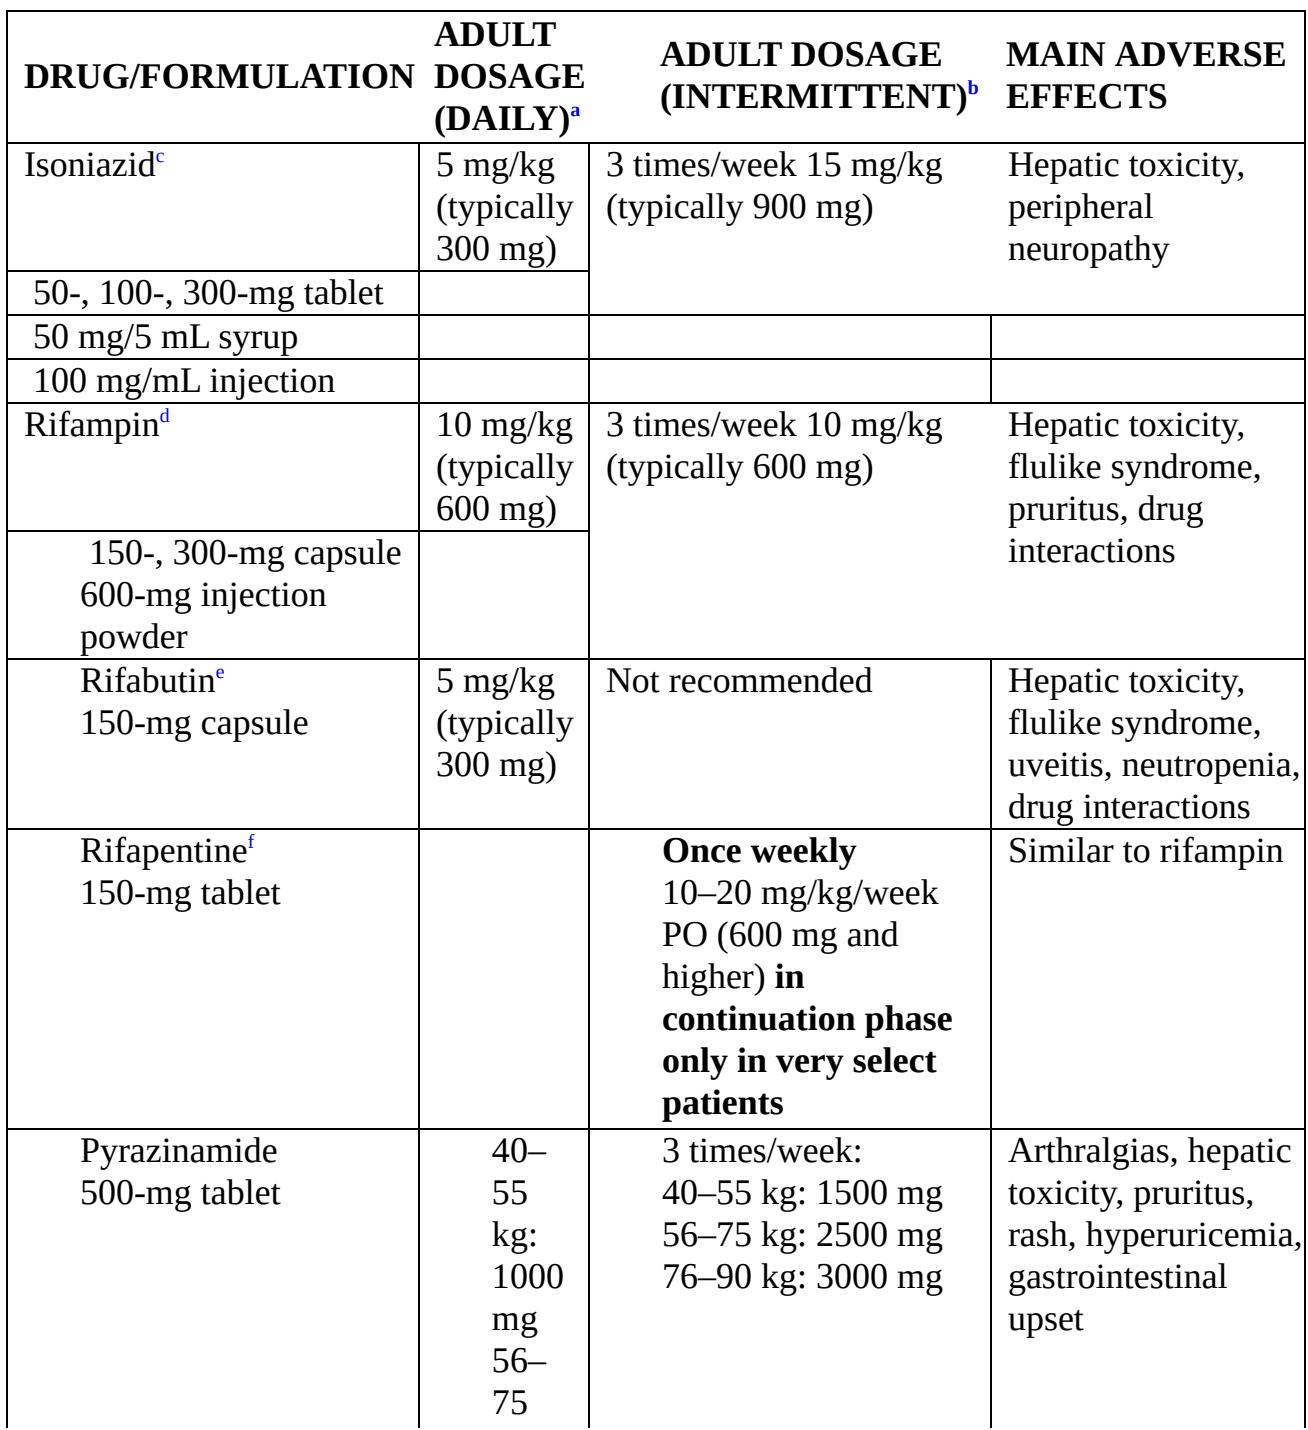 DRUG/FORMULATION
ADULT
DOSAGE
(DAILY)a
ADULT DOSAGE
(INTERMITTENT)b
MAIN ADVERSE
EFFECTS
Isoniazidc
5 mg/kg
(typically
300 mg)
3 times/week 15 mg/kg
(typically 900 mg)
Hepatic toxicity,
peripheral
neuropathy
50-, 100-, 300-mg tablet
50 mg/5 mL syrup
100 mg/mL injection
Rifampind
10 mg/kg
(typically
600 mg)
3 times/week 10 mg/kg
(typically 600 mg)
Hepatic toxicity,
flulike syndrome,
pruritus, drug
interactions
150-, 300-mg capsule
600-mg injection
powder
Rifabutine
150-mg capsule
5 mg/kg
(typically
300 mg)
Not recommended
Hepatic toxicity,
flulike syndrome,
uveitis, neutropenia,
drug interactions
Rifapentinef
150-mg tablet
Once weekly
10–20 mg/kg/week
PO (600 mg and
higher) in
continuation phase
only in very select
patients
Similar to rifampin
Pyrazinamide
500-mg tablet
40–
55
kg:
1000
mg
56–
75
3 times/week:
40–55 kg: 1500 mg
56–75 kg: 2500 mg
76–90 kg: 3000 mg
Arthralgias, hepatic
toxicity, pruritus,
rash, hyperuricemia,
gastrointestinal
upset